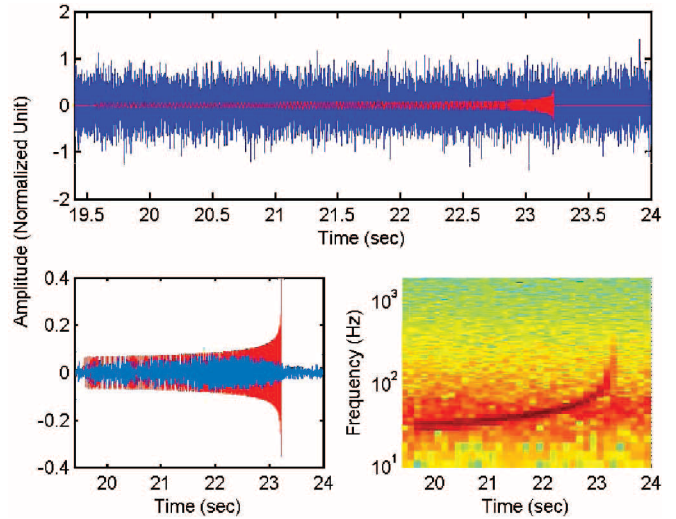 2
1
0
-1
-2
19.5 20 20.5 21 21.5 22 22.5 23 23.5 24
Time (sec)
Amplitude (Normalized Unit)
0.4
0.2
0
-0.2
-0.4
20 21 22 23 24
Time (sec)
Frequency (Hz)
10³
10²
10¹
20 21 22 23 24
Time (sec)